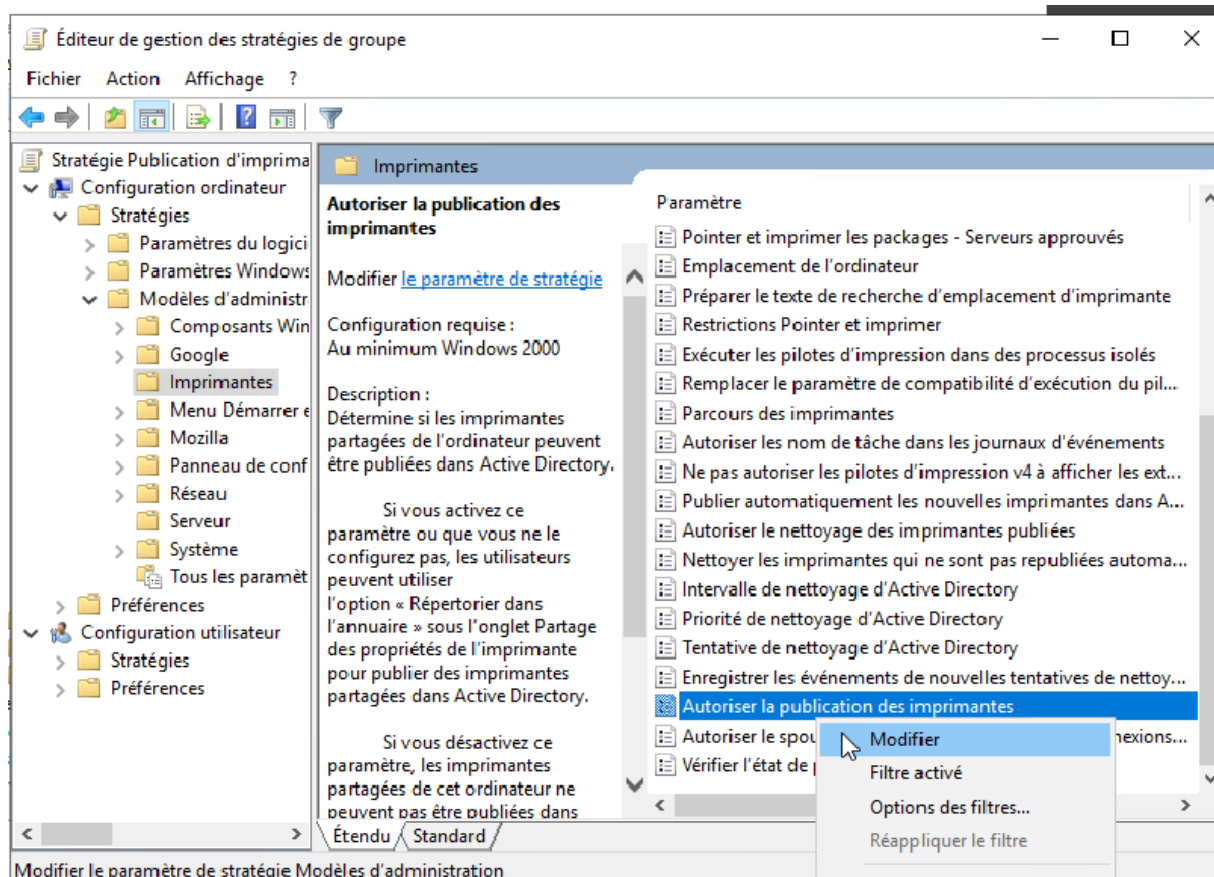 Éditeur de gestion des stratégies de groupe
Fichier Action Affichage ?
Stratégie Publication d'imprima
Configuration ordinateur
Stratégies
Paramètres du logici
Paramètres Windows
Modèles d'administr
Composants Win
Google
Imprimantes
Menu Démarrer e
Mozilla
Panneau de conf
Réseau
Serveur
Système
Tous les paramèt
Préférences
Configuration utilisateur
Stratégies
Préférences
Imprimantes
Autoriser la publication des
imprimantes
Modifier le paramètre de stratégie
Configuration requise :
Au minimum Windows 2000
Description :
Détermine si les imprimantes
partagées de l'ordinateur peuvent
être publiées dans Active Directory.
Si vous activez ce
paramètre ou que vous ne le
configurez pas, les utilisateurs
peuvent utiliser
l'option « Répertorier dans
l'annuaire » sous l'onglet Partage
des propriétés de l'imprimante
pour publier des imprimantes
partagées dans Active Directory.
Si vous désactivez ce
paramètre, les imprimantes
partagées de cet ordinateur ne
peuvent pas être publiées dans
Paramètre
Pointer et imprimer les packages - Serveurs approuvés
Emplacement de l'ordinateur
Préparer le texte de recherche d'emplacement d'imprimante
Restrictions Pointer et imprimer
Exécuter les pilotes d'impression dans des processus isolés
Remplacer le paramètre de compatibilité d'exécution du pil...
Parcours des imprimantes
Autoriser les nom de tâche dans les journaux d'événements
Ne pas autoriser les pilotes d'impression v4 à afficher les ext...
Publier automatiquement les nouvelles imprimantes dans A...
Autoriser le nettoyage des imprimantes publiées
Nettoyer les imprimantes qui ne sont pas republiées automa...
Intervalle de nettoyage d'Active Directory
Priorité de nettoyage d'Active Directory
Tentative de nettoyage d'Active Directory
Enregistrer les événements de nouvelles tentatives de nettoy...
Autoriser la publication des imprimantes
Autoriser le spou nexions...
Vérifier l'état de
Modifier
Filtre activé
Options des filtres...
Réappliquer le filtre
Étendu Standard
Modifier le paramètre de stratégie Modèles d'administration